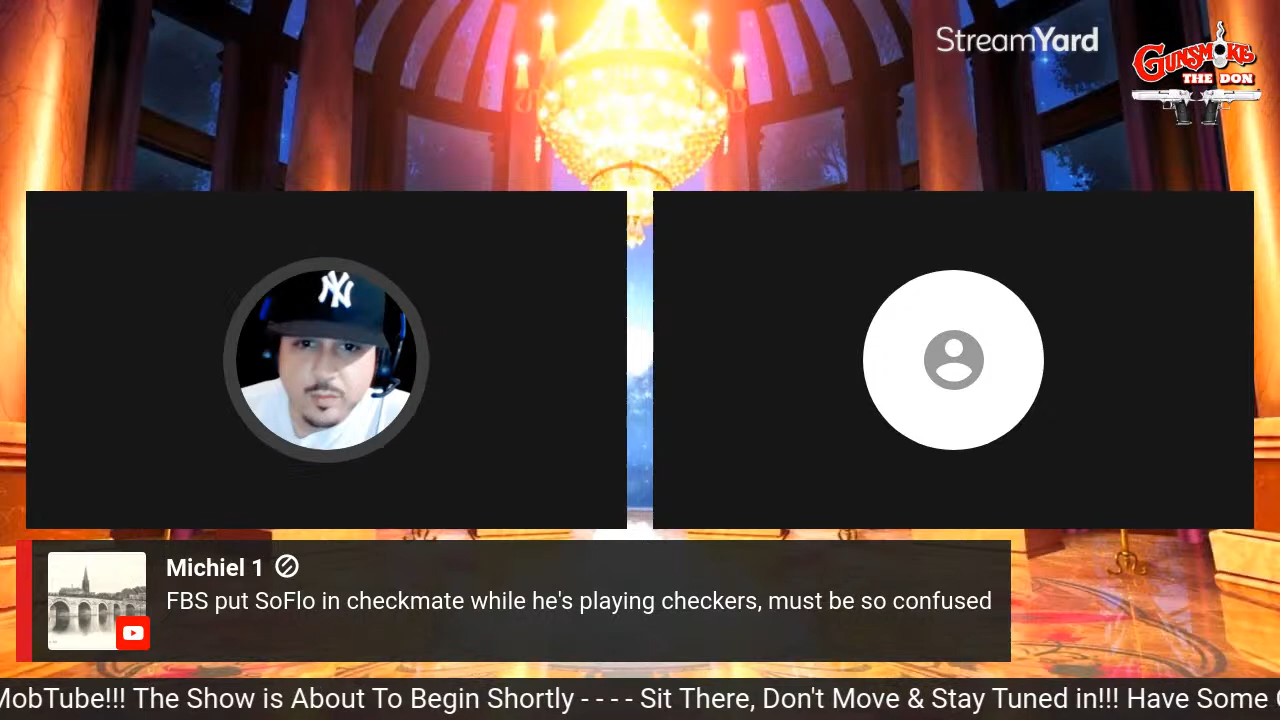 StreamYard
GUNSMOKE
THE DON
NY
Michiel 1
FBS put SoFlo in checkmate while he's playing checkers, must be so confused
MobTube!!! The Show is About To Begin Shortly - - - - Sit There, Don't Move & Stay Tuned in!!! Have Some